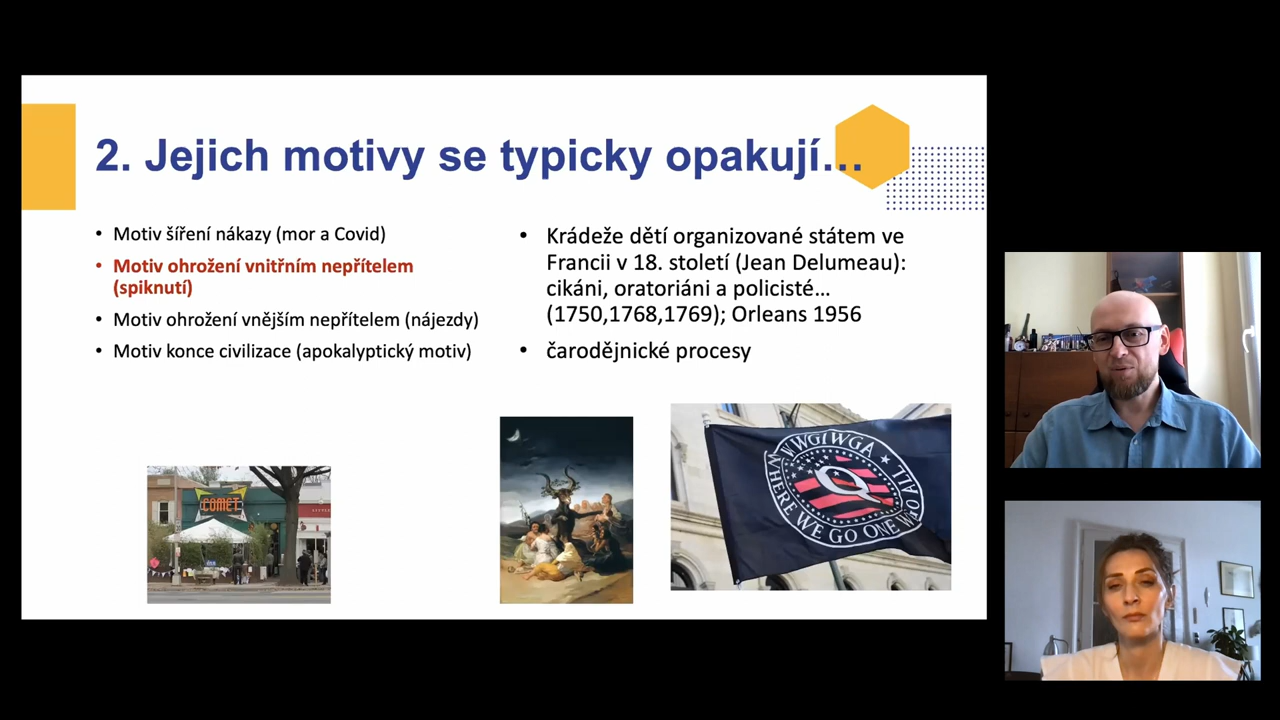 2. Jejich motivy se typicky opakují…
• Motiv šíření nákazy (mor a Covid)
• Motiv ohrožení vnitřním nepřítelem
(spiknutí)
• Motiv ohrožení vnějším nepřítelem (nájezdy)
• Motiv konce civilizace (apokalyptický motiv)
• Krádeže dětí organizované státem ve
Francii v 18. století (Jean Delumeau):
cikáni, oratoriáni a policisté…
(1750,1768,1769); Orleans 1956
• čarodějnické procesy
COMET
WWG1WGA ★
WHERE WE GO ONE WE GO ALL
Q